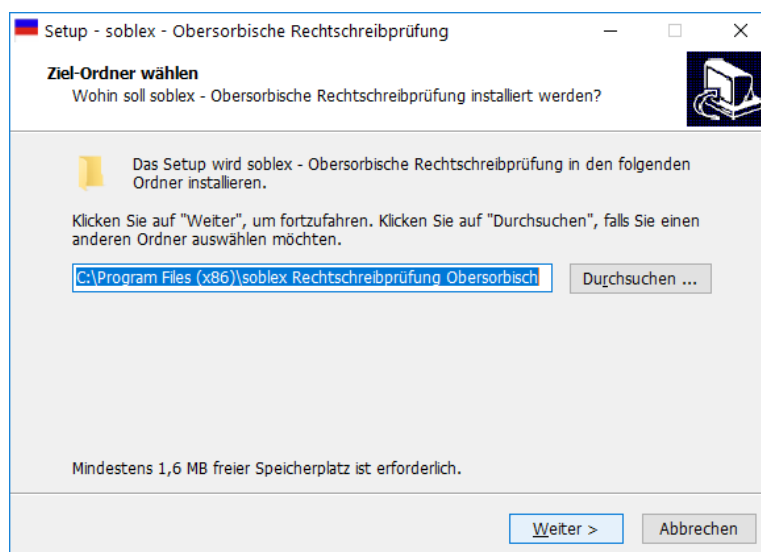 Setup - soblex - Obersorbische Rechtschreibprüfung
Ziel-Ordner wählen
Wohin soll soblex - Obersorbische Rechtschreibprüfung installiert werden?
Das Setup wird soblex - Obersorbische Rechtschreibprüfung in den folgenden
Ordner installieren.
Klicken Sie auf "Weiter", um fortzufahren. Klicken Sie auf "Durchsuchen", falls Sie einen
anderen Ordner auswählen möchten.
C:\Program Files (x86)\soblex Rechtschreibprüfung Obersorbisch
Durchsuchen ...
Mindestens 1,6 MB freier Speicherplatz ist erforderlich.
Weiter >
Abbrechen